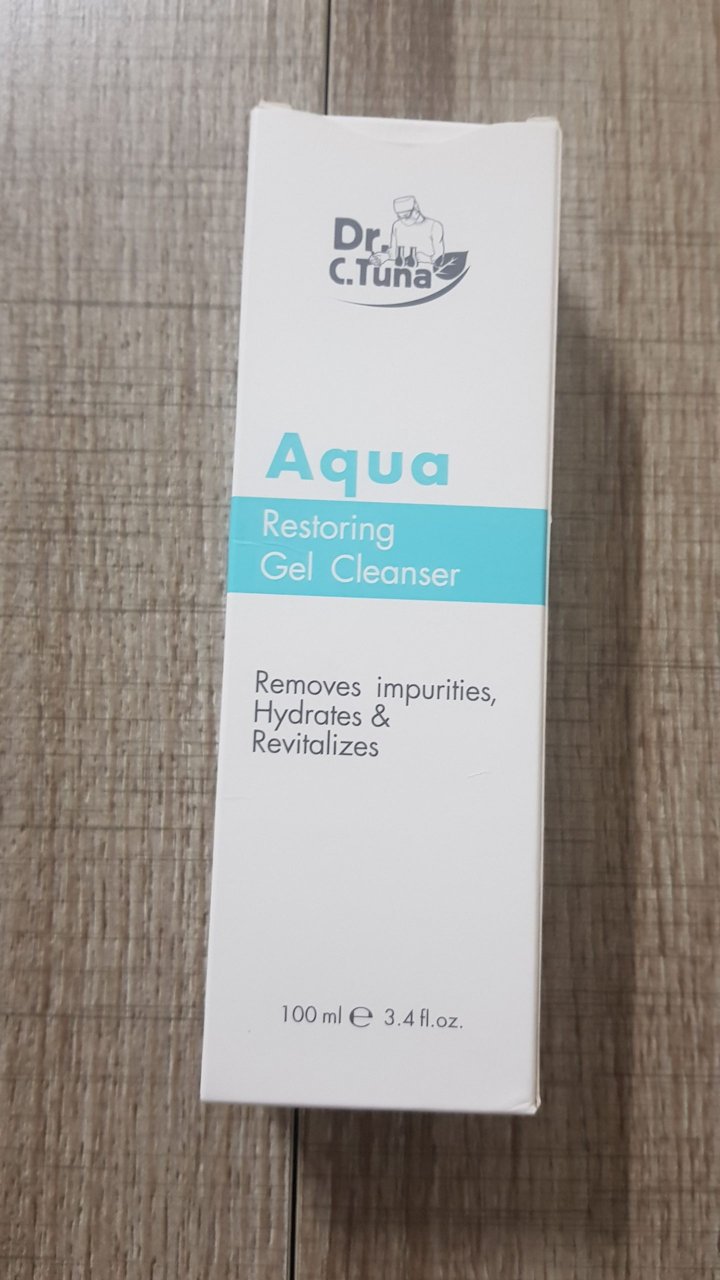 Dr.
C.Tuna
Aqua
Restoring
Gel Cleanser
Removes impurities,
Hydrates &
Revitalizes
100 ml ℮ 3.4 fl.oz.